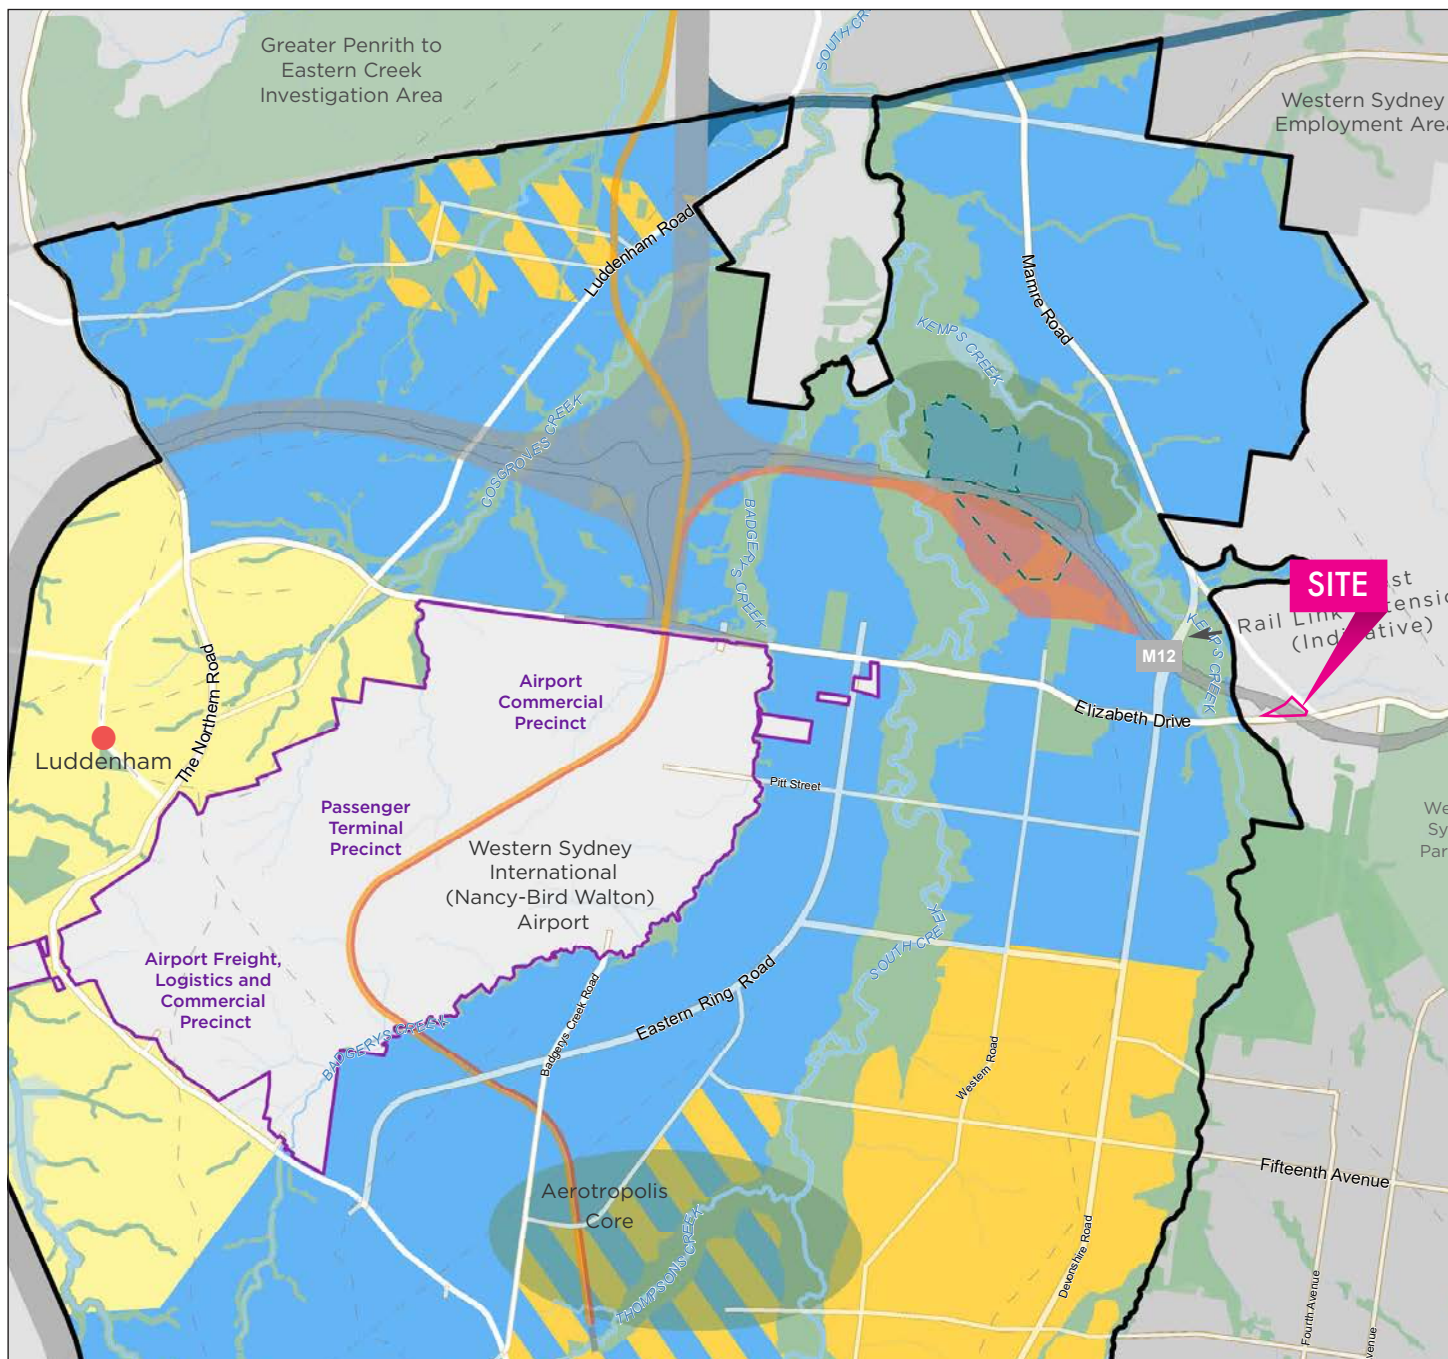 Greater Penrith to
Eastern Creek
Investigation Area
SOUTH CR
Western Sydney
Employment Area
Luddenham Road
Mamre Road
KEMPS CREEK
COSGROVES CREEK
BADGERYS CREEK
SITE
Rail Link
(Indicative)
KEMPS CREEK
M12
Airport
Commercial
Precinct
Elizabeth Drive
The Northern Road
Luddenham
Pitt Street
Passenger
Terminal
Precinct
Western Sydney
International
(Nancy-Bird Walton)
Airport
Airport Freight,
Logistics and
Commercial
Precinct
SOUTH CREEK
Eastern Ring Road
Badgerys Creek Road
BADGERYS CREEK
Western Road
Fifteenth Avenue
Aerotropolis
Core
THOMPSONS CREEK
Devonshire Road
Fourth Avenue